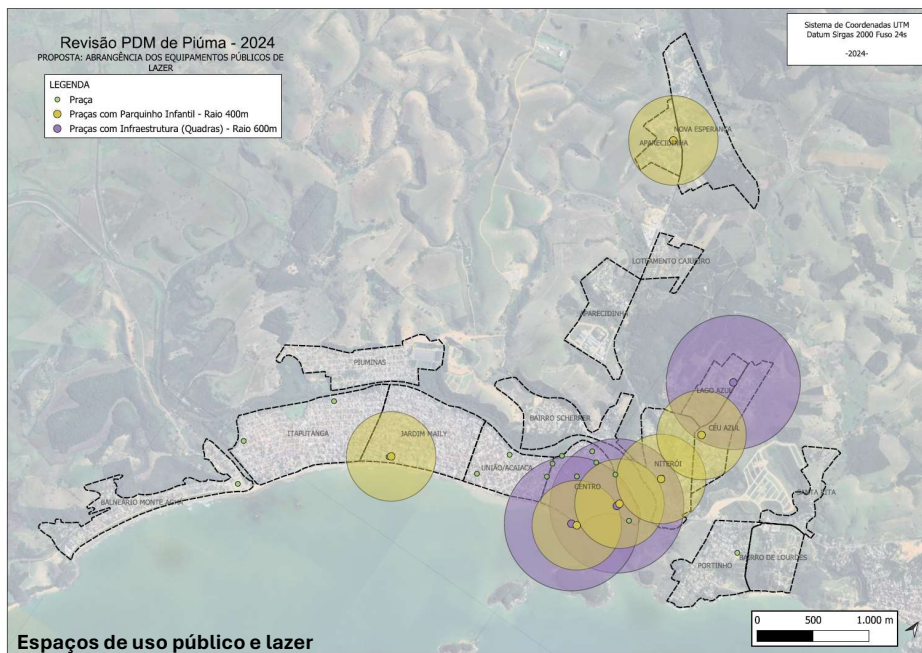 Revisão PDM de Piúma - 2024
PROPOSTA: ABRANGÊNCIA DOS EQUIPAMENTOS PÚBLICOS DE
LAZER
Sistema de Coordenadas UTM
Datum Sirgas 2000 Fuso 24s
-2024-
LEGENDA
Praça
Praças com Parquinho Infantil - Raio 400m
Praças com Infraestrutura (Quadras) - Raio 600m
NOVA ESPERANÇA
APARECIDINHA
LOTEAMENTO CAJUEIRO
APARECIDINHA
PIUMINAS
LAGO AZUL
BAIRRO SCHERRER
CÉU AZUL
ITAPUTANGA
JARDIM MAILY
UNIÃO/ACAIACA
NITERÓI
CENTRO
SANTA RITA
BALNEÁRIO MONTE AGHÁ
BAIRRO DE LOURDES
PORTINHO
0 500 1.000 m
Espaços de uso público e lazer